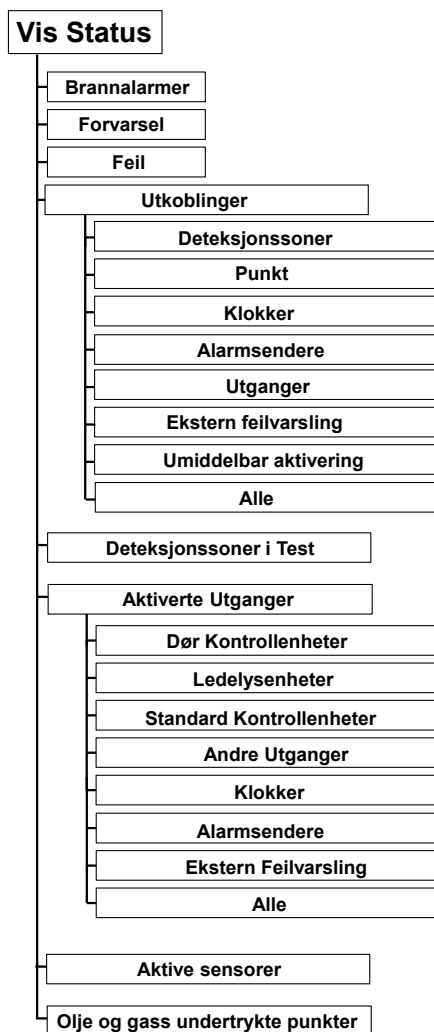 Vis Status
Brannalarmer
Forvarsel
Feil
Utkoblinger
Deteksjonssoner
Punkt
Klokker
Alarmsendere
Utganger
Ekstern feilvarsling
Umiddelbar aktivering
Alle
Deteksjonssoner i Test
Aktiverte Utganger
Dør Kontrollenheter
Ledelysenheter
Standard Kontrollenheter
Andre Utganger
Klokker
Alarmsendere
Ekstern Feilvarsling
Alle
Aktive sensorer
Olje og gass undertrykte punkter